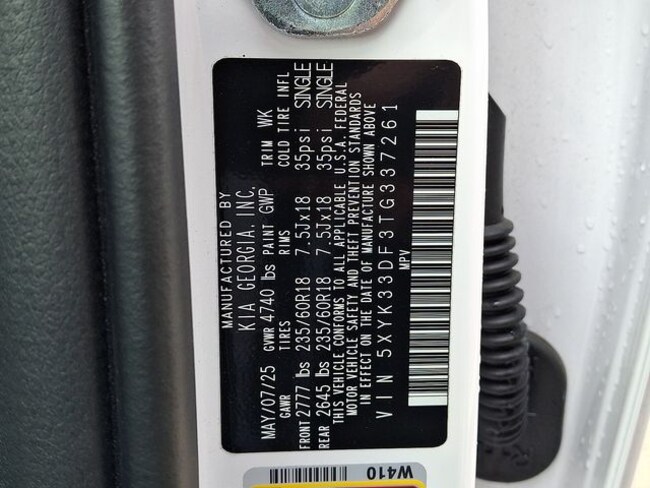 MANUFACTURED BY
KIA GEORGIA, INC.
MAY/07/25 GVWR 4740 lbs PAINT GWP TRIM WK
GAWR TIRES RIMS COLD TIRE INFL
FRONT 2777 lbs 235/60R18 7.5Jx18 35psi SINGLE
REAR 2645 lbs 235/60R18 7.5Jx18 35psi SINGLE
THIS VEHICLE CONFORMS TO ALL APPLICABLE U.S.A. FEDERAL
MOTOR VEHICLE SAFETY AND THEFT PREVENTION STANDARDS
IN EFFECT ON THE DATE OF MANUFACTURE SHOWN ABOVE
VIN 5XYK33DF3TG337261
MPV
W410